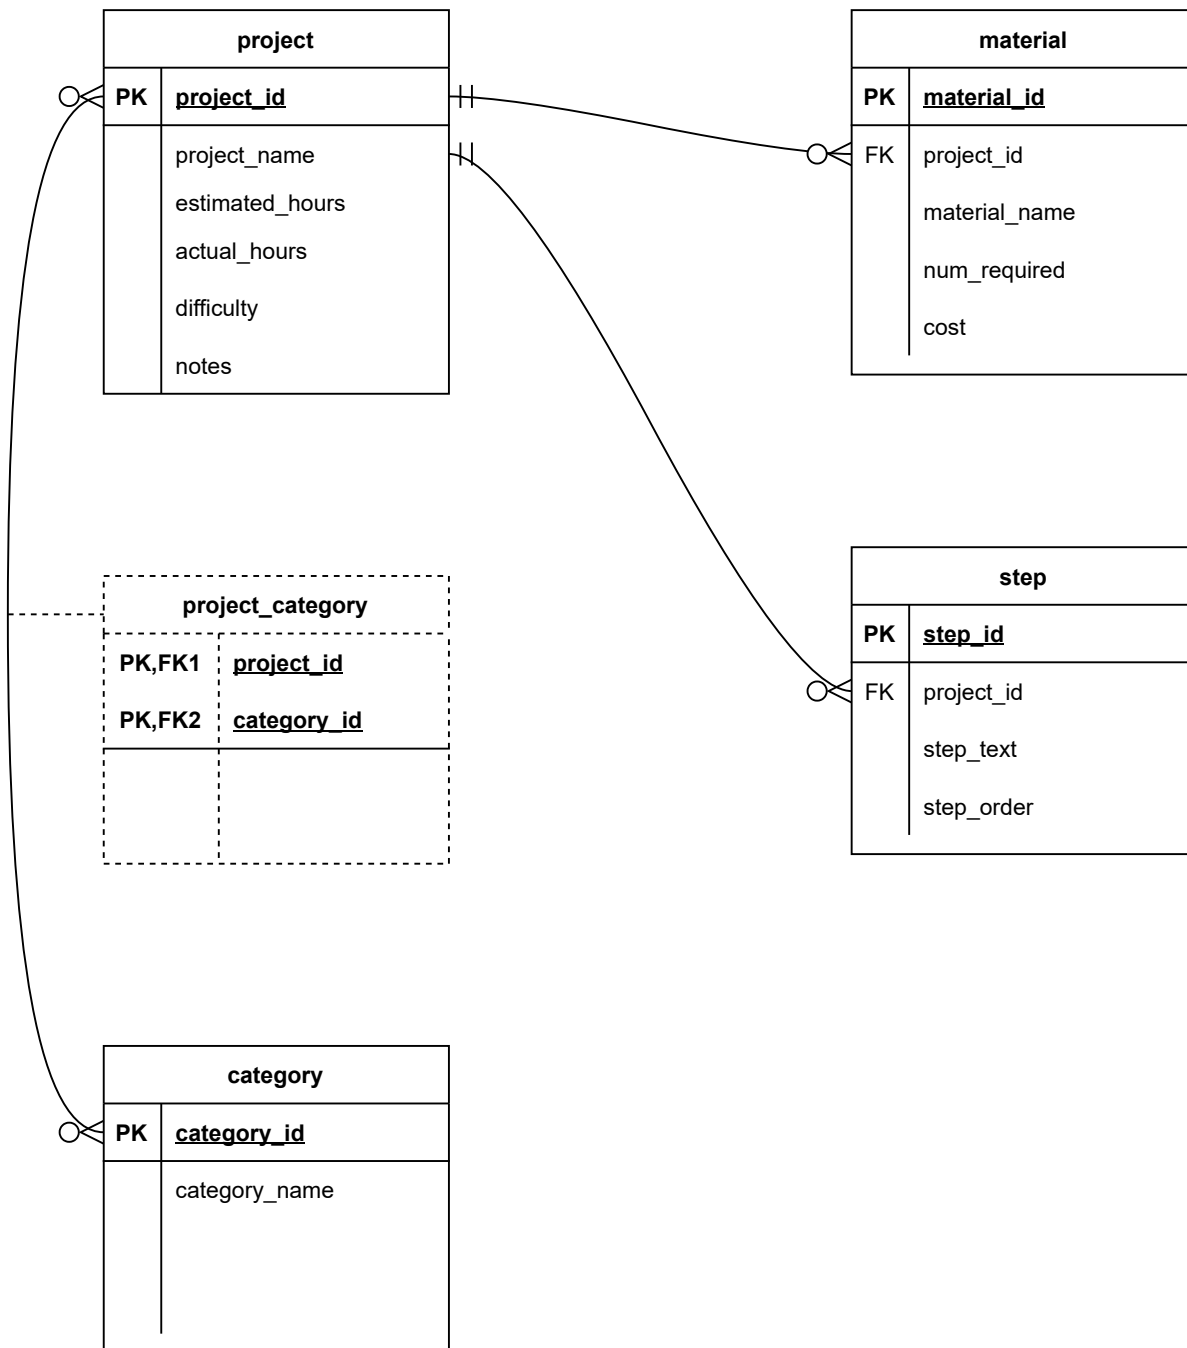 project
PK project_id
project_name
estimated_hours
actual_hours
difficulty
notes
material
PK material_id
FK project_id
material_name
num_required
cost
project_category
PK,FK1 project_id
PK,FK2 category_id
step
PK step_id
FK project_id
step_text
step_order
category
PK category_id
category_name